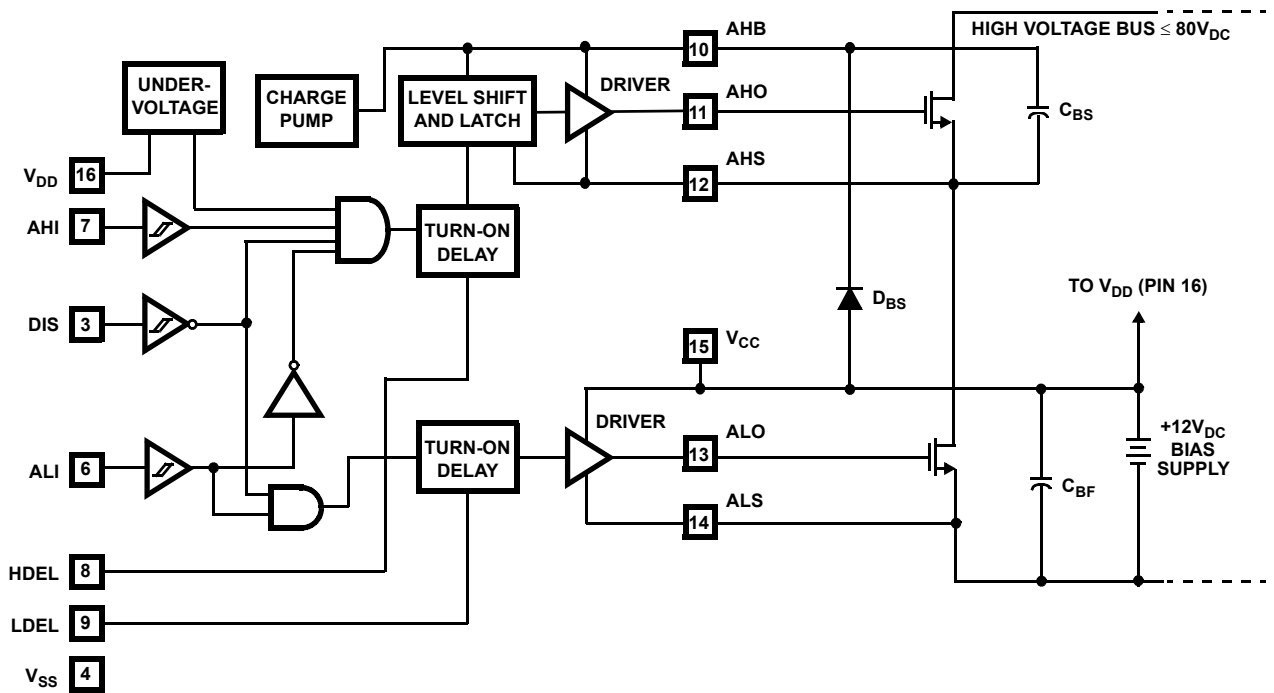 AHB
10
HIGH VOLTAGE BUS ≤ 80VDC
UNDER-
VOLTAGE
CHARGE
PUMP
LEVEL SHIFT
AND LATCH
DRIVER
AHO
11
CBS
VDD
16
AHS
12
AHI
7
TURN-ON
DELAY
DIS
3
DBS
TO VDD (PIN 16)
15
VCC
ALI
6
TURN-ON
DELAY
DRIVER
ALO
13
+12VDC
BIAS
SUPPLY
CBF
ALS
14
HDEL
8
LDEL
9
VSS
4